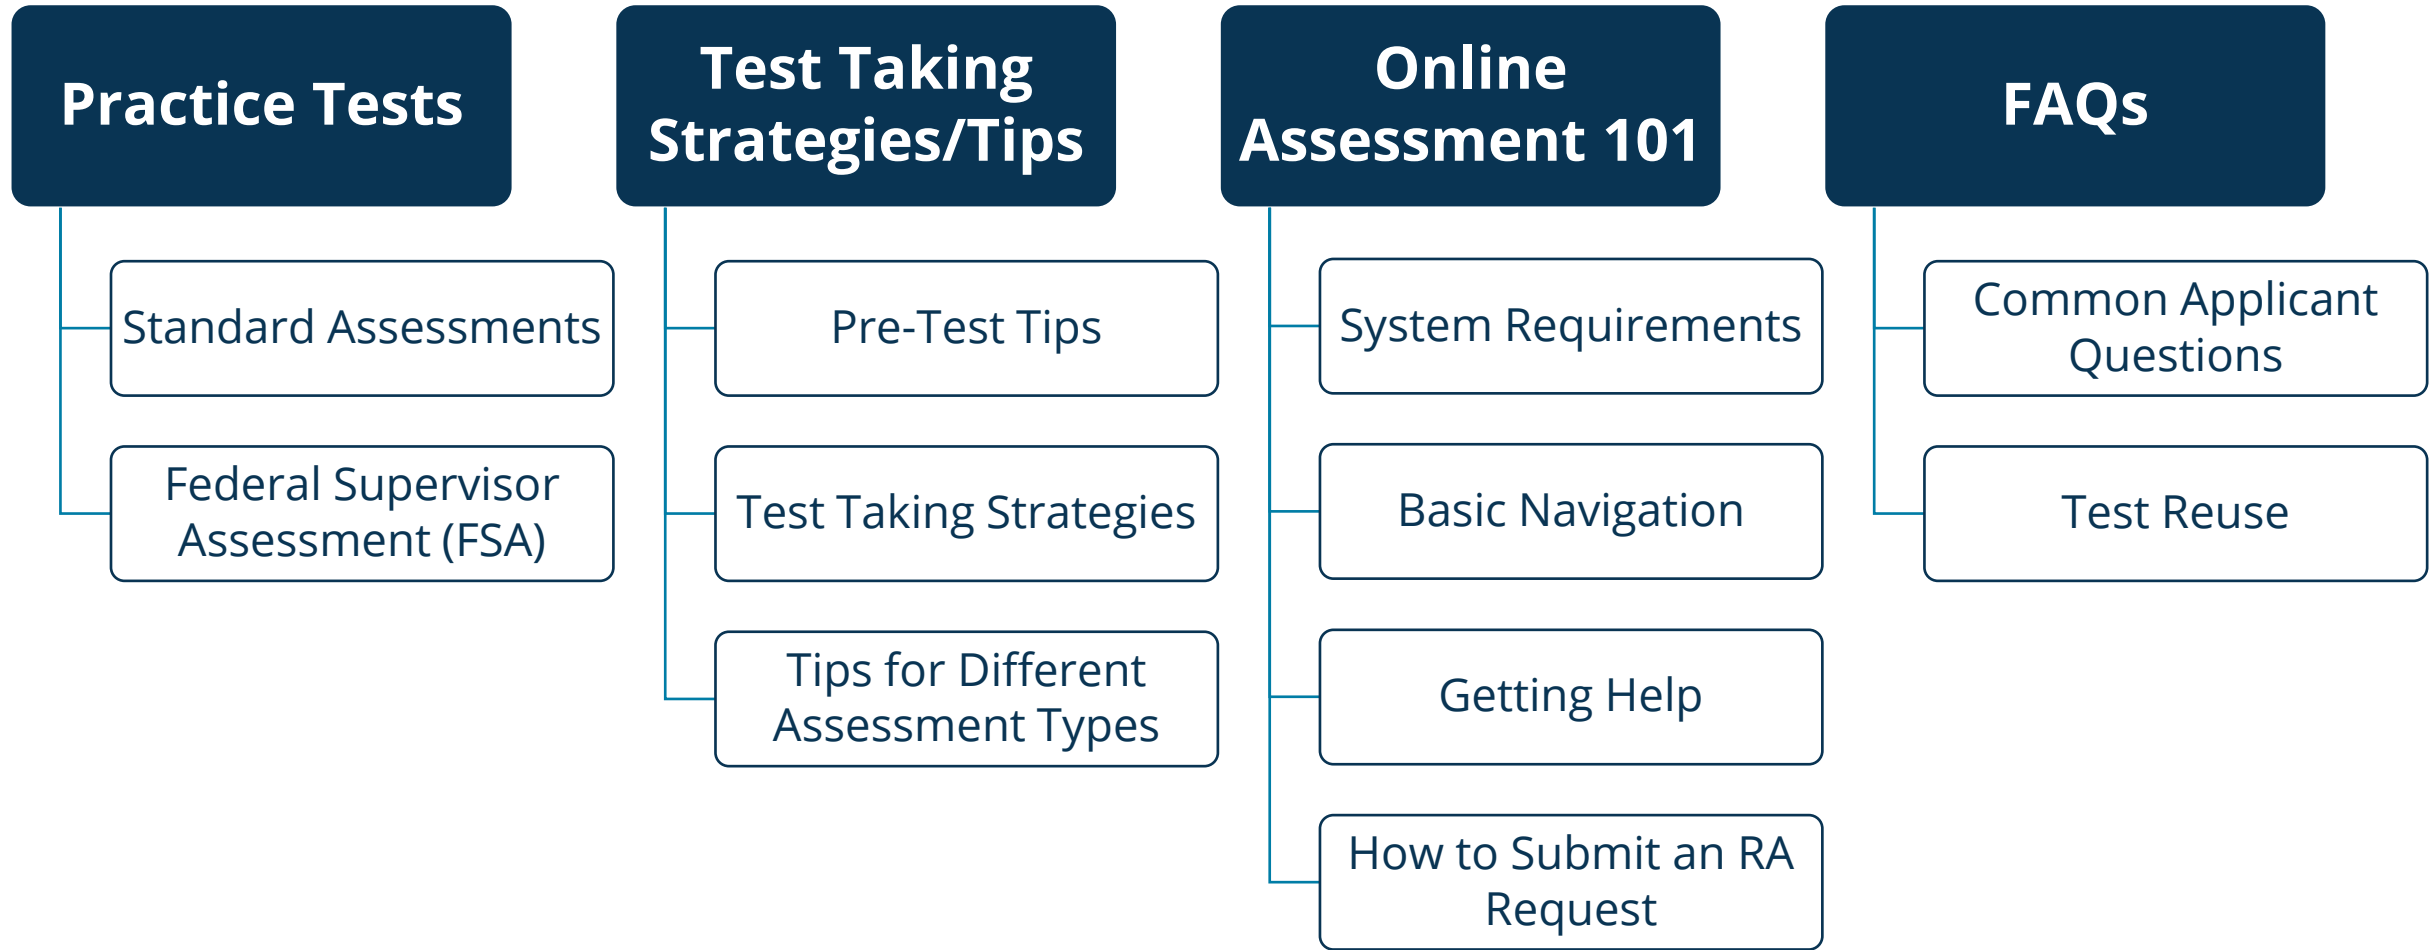 Practice Tests
Standard Assessments
Federal Supervisor
Assessment (FSA)
Test Taking
Strategies/Tips
Pre-Test Tips
Test Taking Strategies
Tips for Different
Assessment Types
Online
Assessment 101
System Requirements
Basic Navigation
Getting Help
How to Submit an RA
Request
FAQs
Common Applicant
Questions
Test Reuse